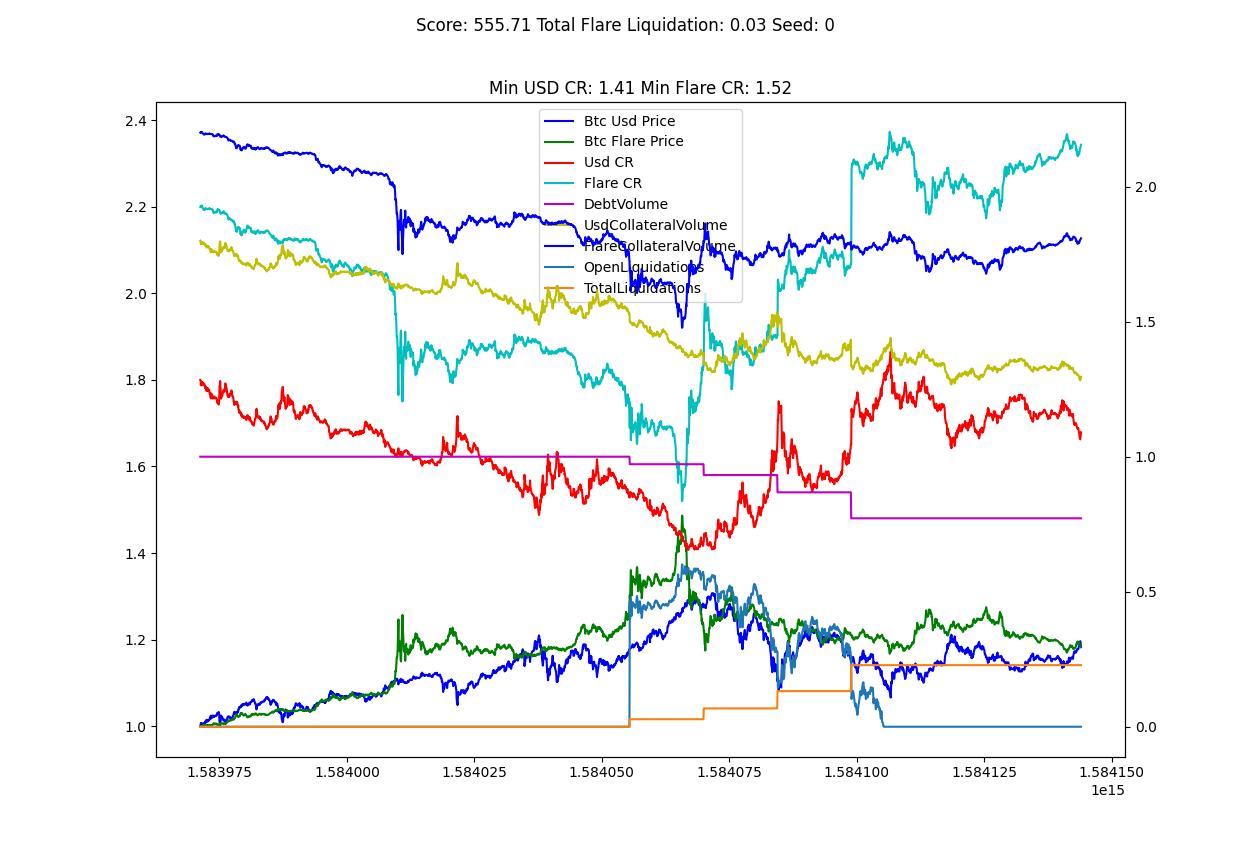 Score: 555.71 Total Flare Liquidation: 0.03 Seed: 0
Min USD CR: 1.41 Min Flare CR: 1.52
Btc Usd Price
Btc Flare Price
Usd CR
Flare CR
DebtVolume
UsdCollateralVolume
FlareCollateralVolume
OpenLiquidations
TotalLiquidations
2.4
2.2
2.0
1.8
1.6
1.4
1.2
1.0
2.0
1.5
1.0
0.5
0.0
1.583975 1.584000 1.584025 1.584050 1.584075 1.584100 1.584125 1.584150
1e15